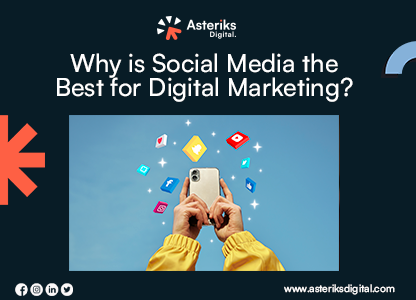 Asteriks
Digital.
Why is Social Media the
Best for Digital Marketing?
www.asteriksdigital.com